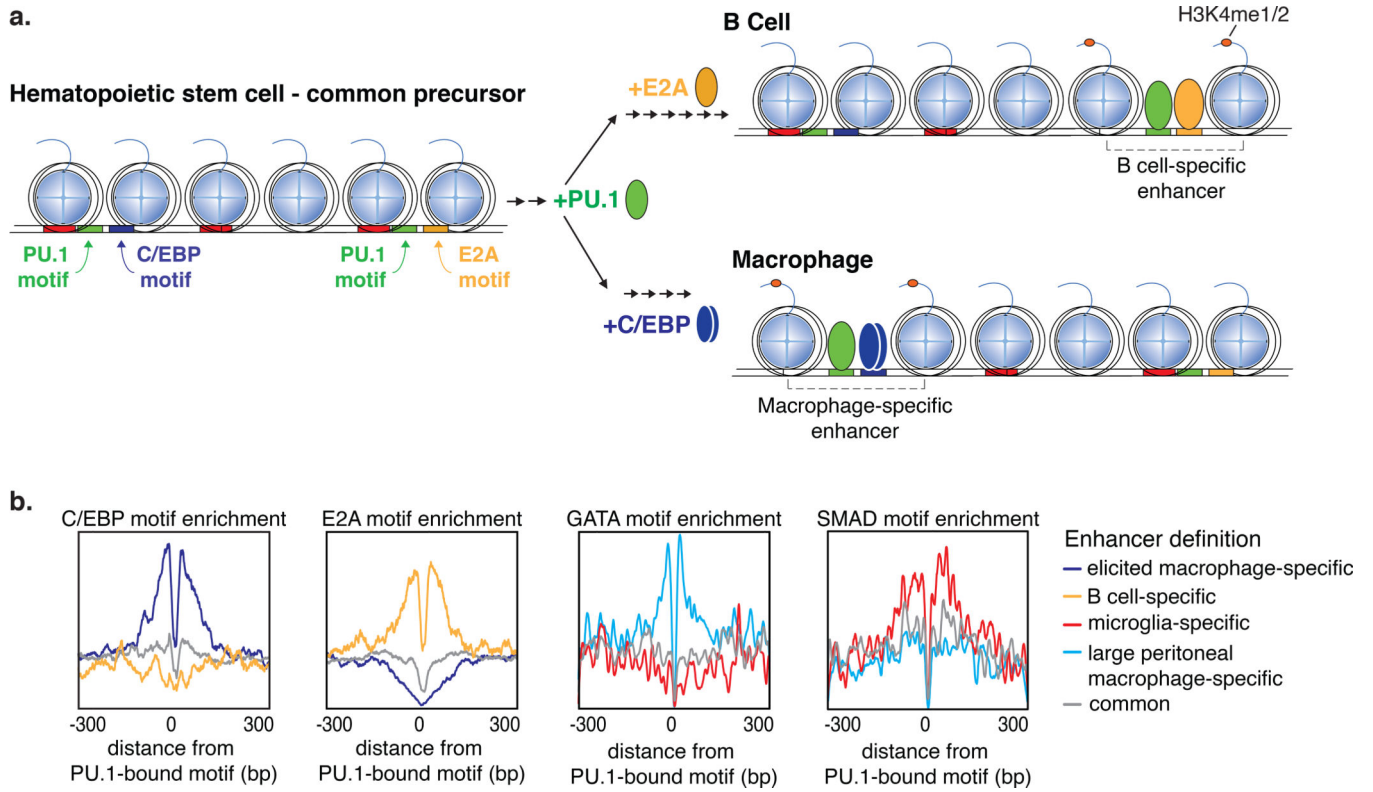 a.
B Cell
H3K4me1/2
Hematopoietic stem cell - common precursor
+E2A
+PU.1
B cell-specific
enhancer
PU.1
motif
C/EBP
motif
PU.1
motif
E2A
motif
Macrophage
+C/EBP
Macrophage-specific
enhancer
b.
C/EBP motif enrichment
E2A motif enrichment
GATA motif enrichment
SMAD motif enrichment
Enhancer definition
elicited macrophage-specific
B cell-specific
microglia-specific
large peritoneal
macrophage-specific
common
-300 0 300
distance from
PU.1-bound motif (bp)
-300 0 300
distance from
PU.1-bound motif (bp)
-300 0 300
distance from
PU.1-bound motif (bp)
-300 0 300
distance from
PU.1-bound motif (bp)